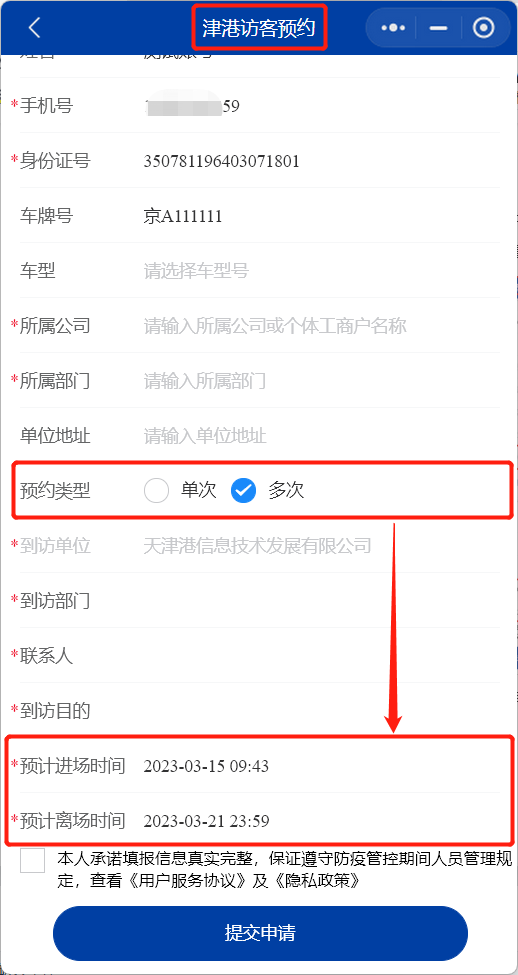 津港访客预约
*手机号 59
*身份证号 350781196403071801
车牌号 京A111111
车型 请选择车型号
*所属公司 请输入所属公司或个体工商户名称
*所属部门 请输入所属部门
单位地址 请输入单位地址
预约类型 单次 多次
*到访单位 天津港信息技术发展有限公司
*到访部门
*联系人
*到访目的
*预计进场时间 2023-03-15 09:43
*预计离场时间 2023-03-21 23:59
本人承诺填报信息真实完整，保证遵守防疫管控期间人员管理规
定，查看《用户服务协议》及《隐私政策》
提交申请